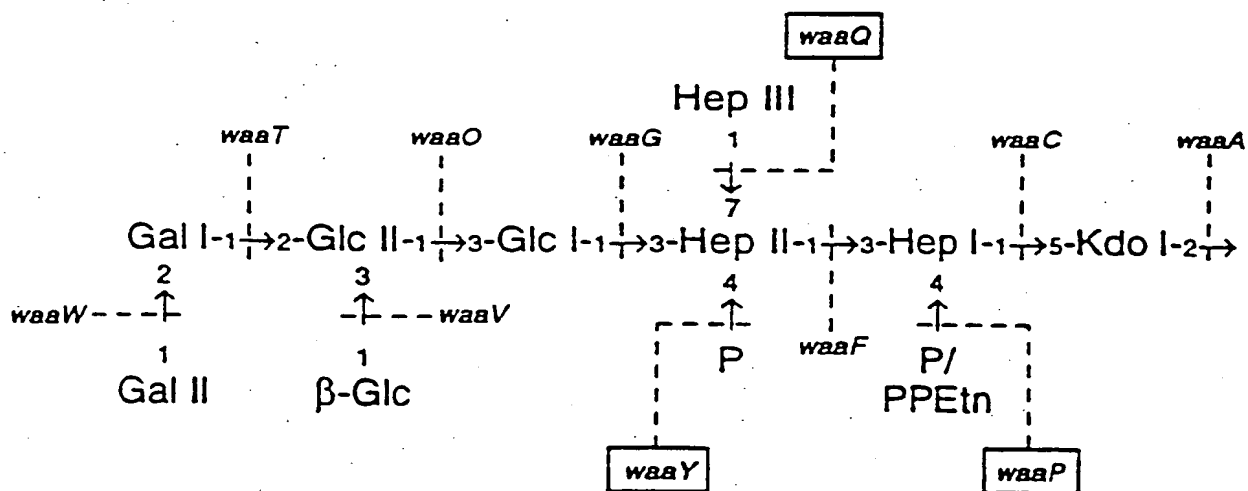 waaQ
Hep III
waaT waaO waaG 1 waaC waaA
7
Gal I-1→2-Glc II-1→3-Glc I-1→3-Hep II-1→3-Hep I-1→5-Kdo I-2→
2 3 4 4
waaW waaV
1 1 P waaF P/
Gal II β-Glc PPEtn
waaY waaP